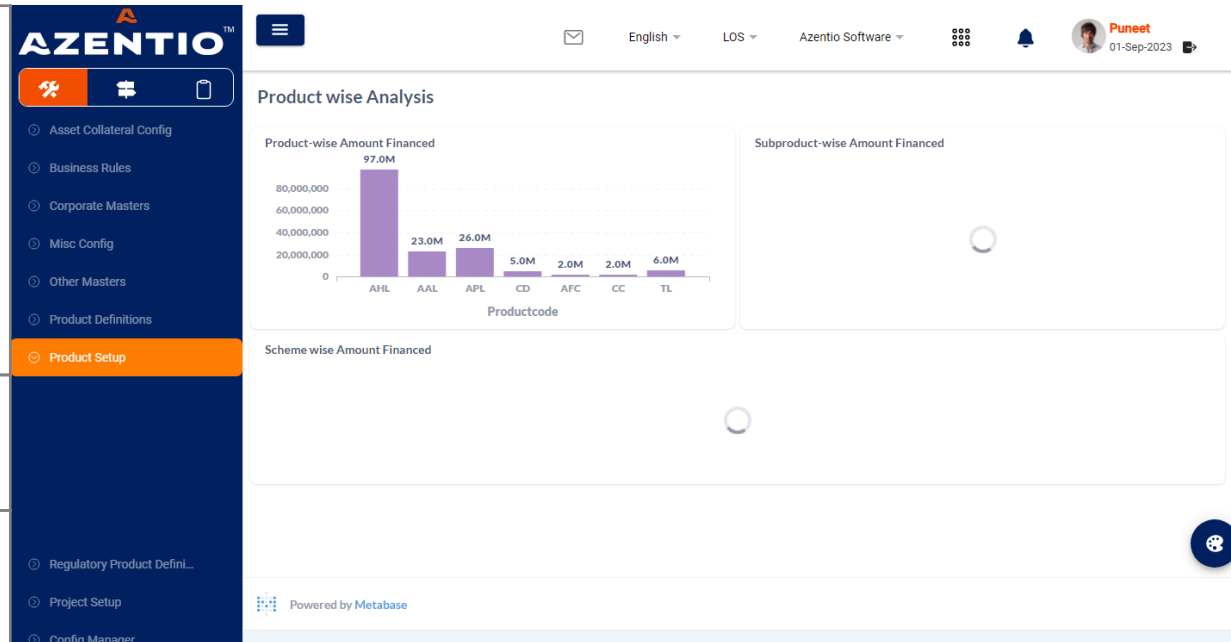 AZENTIO™
English
LOS
Azentio Software
Puneet
01-Sep-2023
Asset Collateral Config
Business Rules
Corporate Masters
Misc Config
Other Masters
Product Definitions
Product Setup
Regulatory Product Defini...
Project Setup
Config Manager
Product wise Analysis
Product-wise Amount Financed
97.0M
80,000,000
60,000,000
40,000,000
20,000,000
0
23.0M
26.0M
5.0M
2.0M
2.0M
6.0M
AHL AAL APL CD AFC CC TL
Productcode
Subproduct-wise Amount Financed
Scheme wise Amount Financed
Powered by Metabase